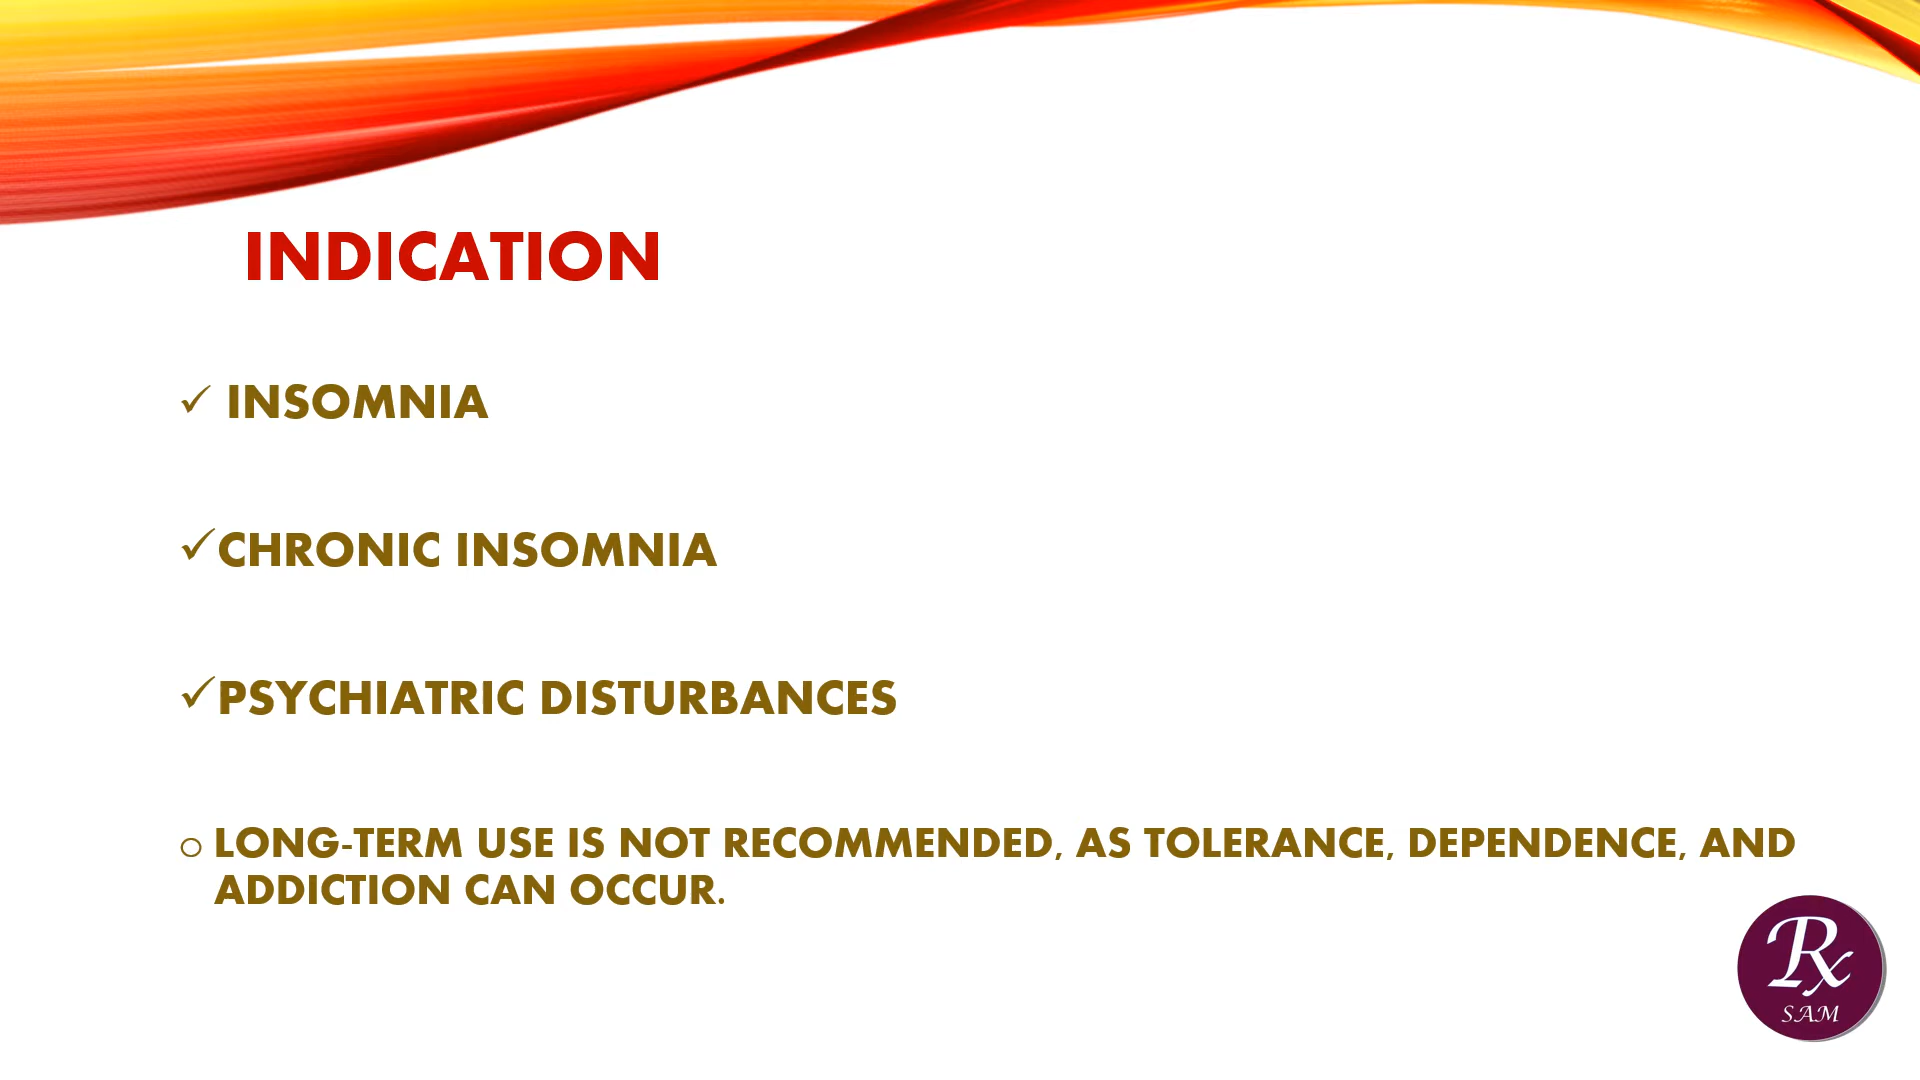 INDICATION
✓ INSOMNIA
✓CHRONIC INSOMNIA
✓PSYCHIATRIC DISTURBANCES
o LONG-TERM USE IS NOT RECOMMENDED, AS TOLERANCE, DEPENDENCE, AND
ADDICTION CAN OCCUR.
Rx
SAM